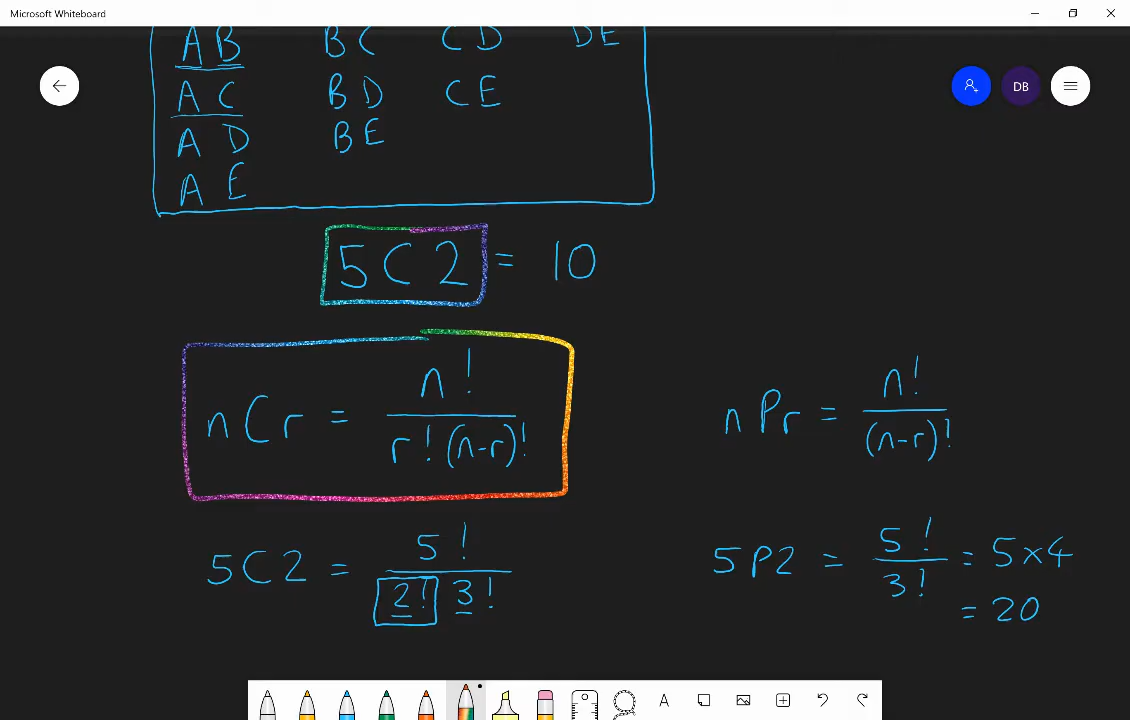 Microsoft Whiteboard
AB BC CD DE
AC BD CE
DB
AD BE
AE
5C2 = 10
nCr = n! / r!(n-r)!
nPr = n! / (n-r)!
5C2 = 5! / 2! 3!
5P2 = 5! / 3! = 5×4
= 20
A